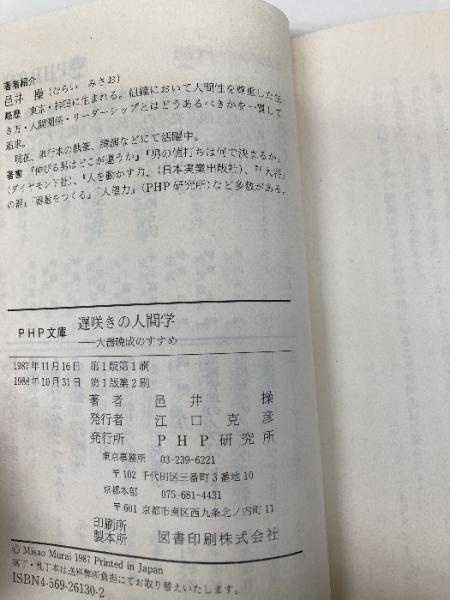 著者紹介
邑井　操（むらい　みさお）
略歴　東京・神田に生まれる。組織において人間性を尊重した生
き方・人間関係・リーダーシップとはどうあるべきかを一貫して
追求。
現在、単行本の執筆、講演などにて活躍中。
著書　『伸びる男はどこが違うか』『男の値打ちは何で決まるか』
（ダイヤモンド社）、『人を動かす力』（日本実業出版社）、『「大将」
の器』『器量をつくる』『人望力』（PHP研究所）など多数がある。
PHP文庫　遅咲きの人間学
――大器晩成のすすめ
1987年11月16日　第1版第1刷
1988年10月31日　第1版第2刷
著者　邑井　操
発行者　江口克彦
発行所　PHP研究所
東京事務所　03-239-6221
〒102 千代田区三番町3番地10
京都本部　075-681-4431
〒601 京都市南区西九条北ノ内町11
印刷所
製本所　図書印刷株式会社
© Misao Murai 1987 Printed in Japan
落丁・乱丁本は送料弊所負担にてお取り替えいたします。
ISBN4-569-26130-2